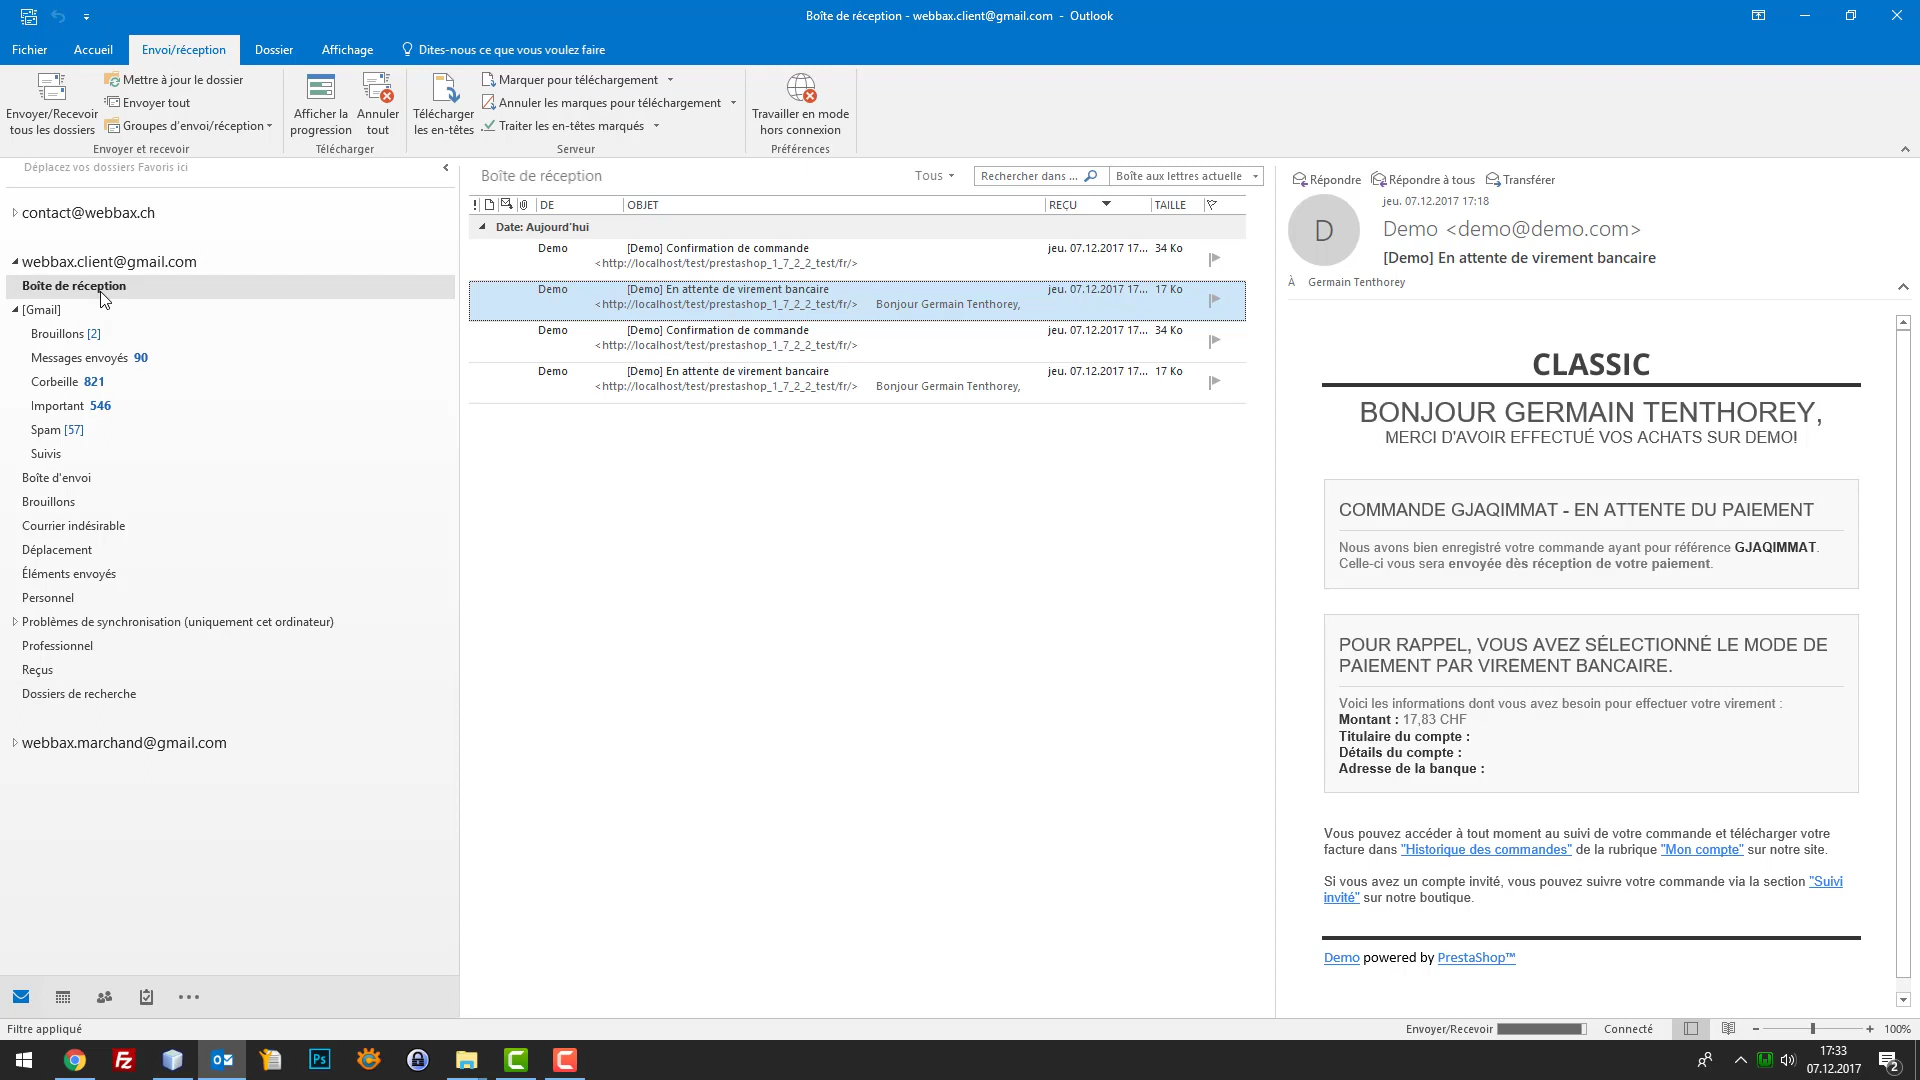 Boîte de réception - webbax.client@gmail.com - Outlook
Fichier Accueil Envoi/réception Dossier Affichage Dites-nous ce que vous voulez faire
Envoyer/Recevoir tous les dossiers
Mettre à jour le dossier
Envoyer tout
Groupes d'envoi/réception
Envoyer et recevoir
Afficher la progression
Annuler tout
Télécharger
Télécharger les en-têtes
Marquer pour téléchargement
Annuler les marques pour téléchargement
Traiter les en-têtes marqués
Serveur
Travailler en mode hors connexion
Préférences
Déplacez vos dossiers Favoris ici
contact@webbax.ch
webbax.client@gmail.com
Boîte de réception
[Gmail]
Brouillons [2]
Messages envoyés 90
Corbeille 821
Important 546
Spam [57]
Suivis
Boîte d'envoi
Brouillons
Courrier indésirable
Déplacement
Éléments envoyés
Personnel
Problèmes de synchronisation (uniquement cet ordinateur)
Professionnel
Reçus
Dossiers de recherche
webbax.marchand@gmail.com
Boîte de réception Tous Rechercher dans ... Boîte aux lettres actuelle
! DE OBJET REÇU TAILLE
Date: Aujourd'hui
Demo [Demo] Confirmation de commande jeu. 07.12.2017 17... 34 Ko
<http://localhost/test/prestashop_1_7_2_2_test/fr/>
Demo [Demo] En attente de virement bancaire jeu. 07.12.2017 17... 17 Ko
<http://localhost/test/prestashop_1_7_2_2_test/fr/> Bonjour Germain Tenthorey,
Demo [Demo] Confirmation de commande jeu. 07.12.2017 17... 34 Ko
<http://localhost/test/prestashop_1_7_2_2_test/fr/>
Demo [Demo] En attente de virement bancaire jeu. 07.12.2017 17... 17 Ko
<http://localhost/test/prestashop_1_7_2_2_test/fr/> Bonjour Germain Tenthorey,
Répondre Répondre à tous Transférer
jeu. 07.12.2017 17:18
D
Demo <demo@demo.com>
[Demo] En attente de virement bancaire
À Germain Tenthorey
CLASSIC
BONJOUR GERMAIN TENTHOREY,
MERCI D'AVOIR EFFECTUÉ VOS ACHATS SUR DEMO!
COMMANDE GJAQIMMAT - EN ATTENTE DU PAIEMENT
Nous avons bien enregistré votre commande ayant pour référence GJAQIMMAT.
Celle-ci vous sera envoyée dès réception de votre paiement.
POUR RAPPEL, VOUS AVEZ SÉLECTIONNÉ LE MODE DE
PAIEMENT PAR VIREMENT BANCAIRE.
Voici les informations dont vous avez besoin pour effectuer votre virement :
Montant : 17,83 CHF
Titulaire du compte :
Détails du compte :
Adresse de la banque :
Vous pouvez accéder à tout moment au suivi de votre commande et télécharger votre
facture dans "Historique des commandes" de la rubrique "Mon compte" sur notre site.
Si vous avez un compte invité, vous pouvez suivre votre commande via la section "Suivi
invité" sur notre boutique.
Demo powered by PrestaShop™
Filtre appliqué
Envoyer/Recevoir Connecté 100%
Fz Ps
17:33
07.12.2017
2